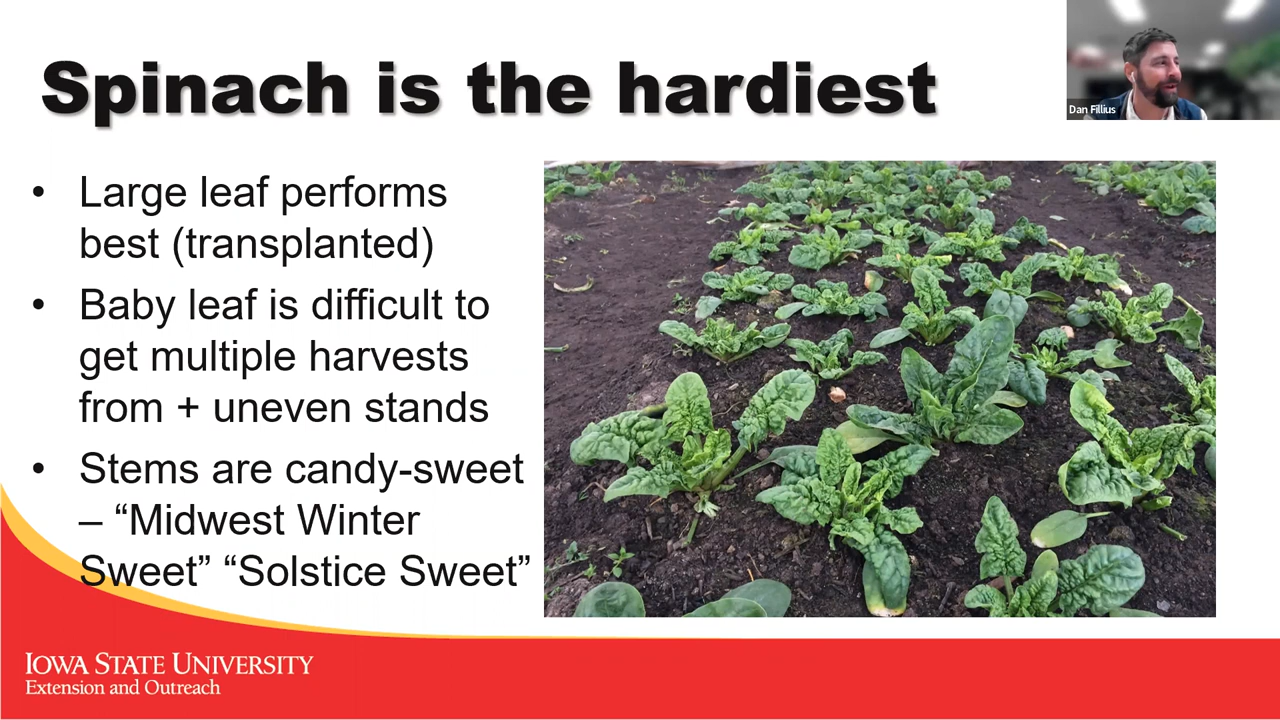 Spinach is the hardiest
Dan Fillius
• Large leaf performs
best (transplanted)
• Baby leaf is difficult to
get multiple harvests
from + uneven stands
• Stems are candy-sweet
– “Midwest Winter
Sweet” “Solstice Sweet”
IOWA STATE UNIVERSITY
Extension and Outreach